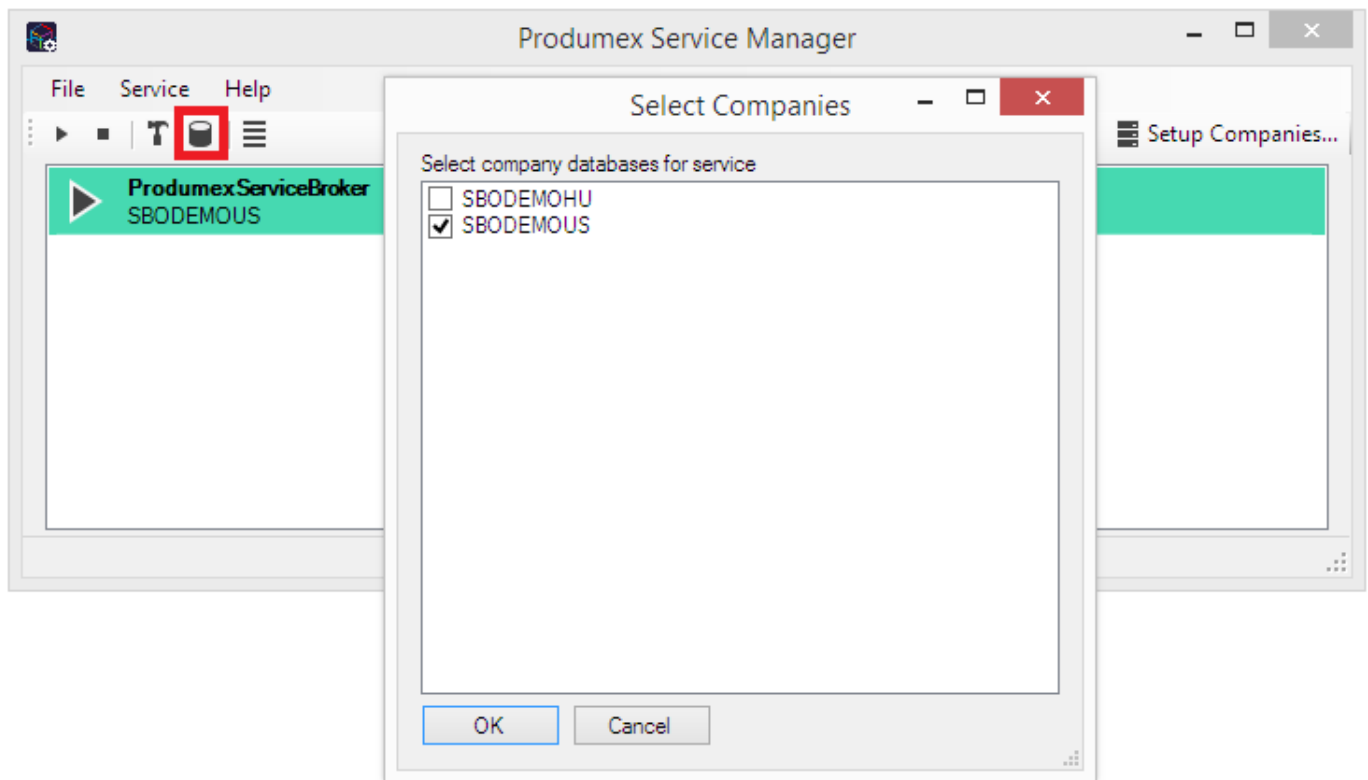 Produmex Service Manager
File Service Help
Setup Companies...
ProdumexServiceBroker
SBODEMOUS
Select Companies
Select company databases for service
SBODEMOHU
SBODEMOUS
OK Cancel